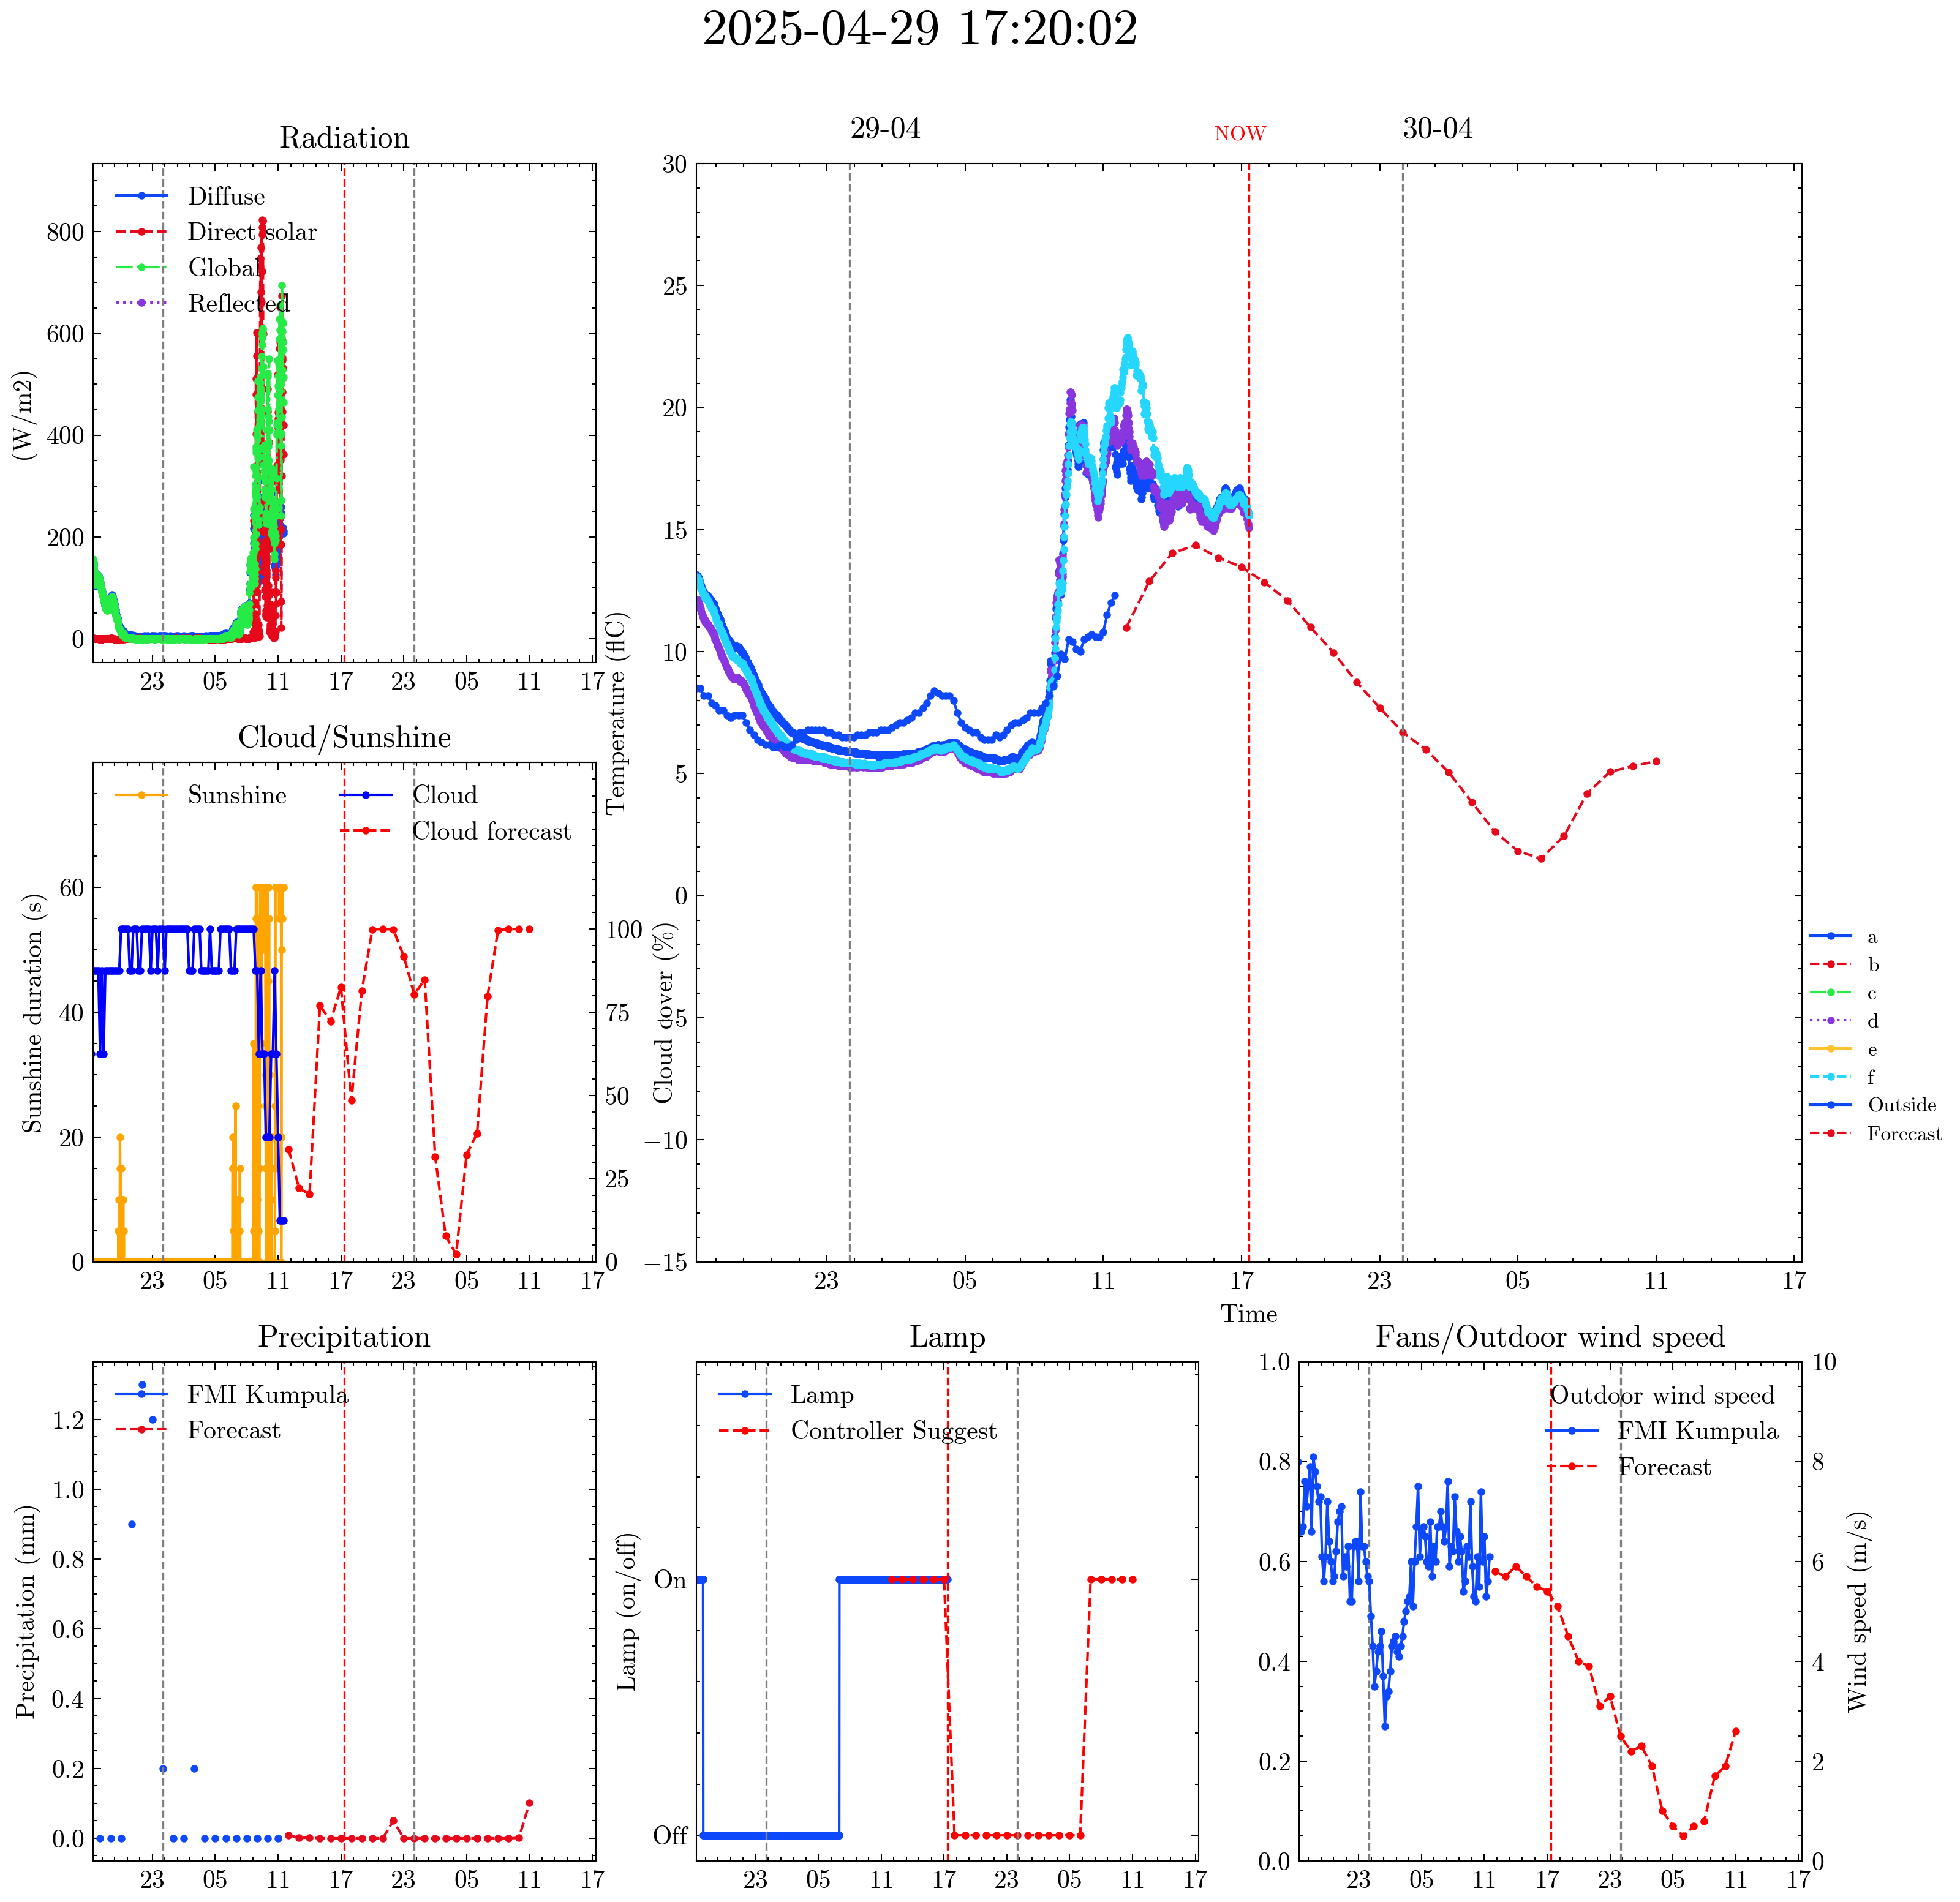 2025-04-29 17:20:02
Radiation
29-04
NOW
30-04
Diffuse
Direct solar
Global
Reflected
(W/m2)
800
600
400
200
0
23 05 11 17 23 05 11 17
Cloud/Sunshine
Sunshine
Cloud
Cloud forecast
Sunshine duration (s)
60
40
20
0
100
75
50
25
0
Cloud cover (%)
23 05 11 17 23 05 11 17
Temperature (flC)
30
25
20
15
10
5
0
−5
−10
−15
23 05 11 17 23 05 11 17
Time
a
b
c
d
e
f
Outside
Forecast
Precipitation
FMI Kumpula
Forecast
Precipitation (mm)
1.2
1.0
0.8
0.6
0.4
0.2
0.0
23 05 11 17 23 05 11 17
Lamp
Lamp
Controller Suggest
Lamp (on/off)
On
Off
23 05 11 17 23 05 11 17
Fans/Outdoor wind speed
Outdoor wind speed
FMI Kumpula
Forecast
1.0
0.8
0.6
0.4
0.2
0.0
10
8
6
4
2
0
Wind speed (m/s)
23 05 11 17 23 05 11 17